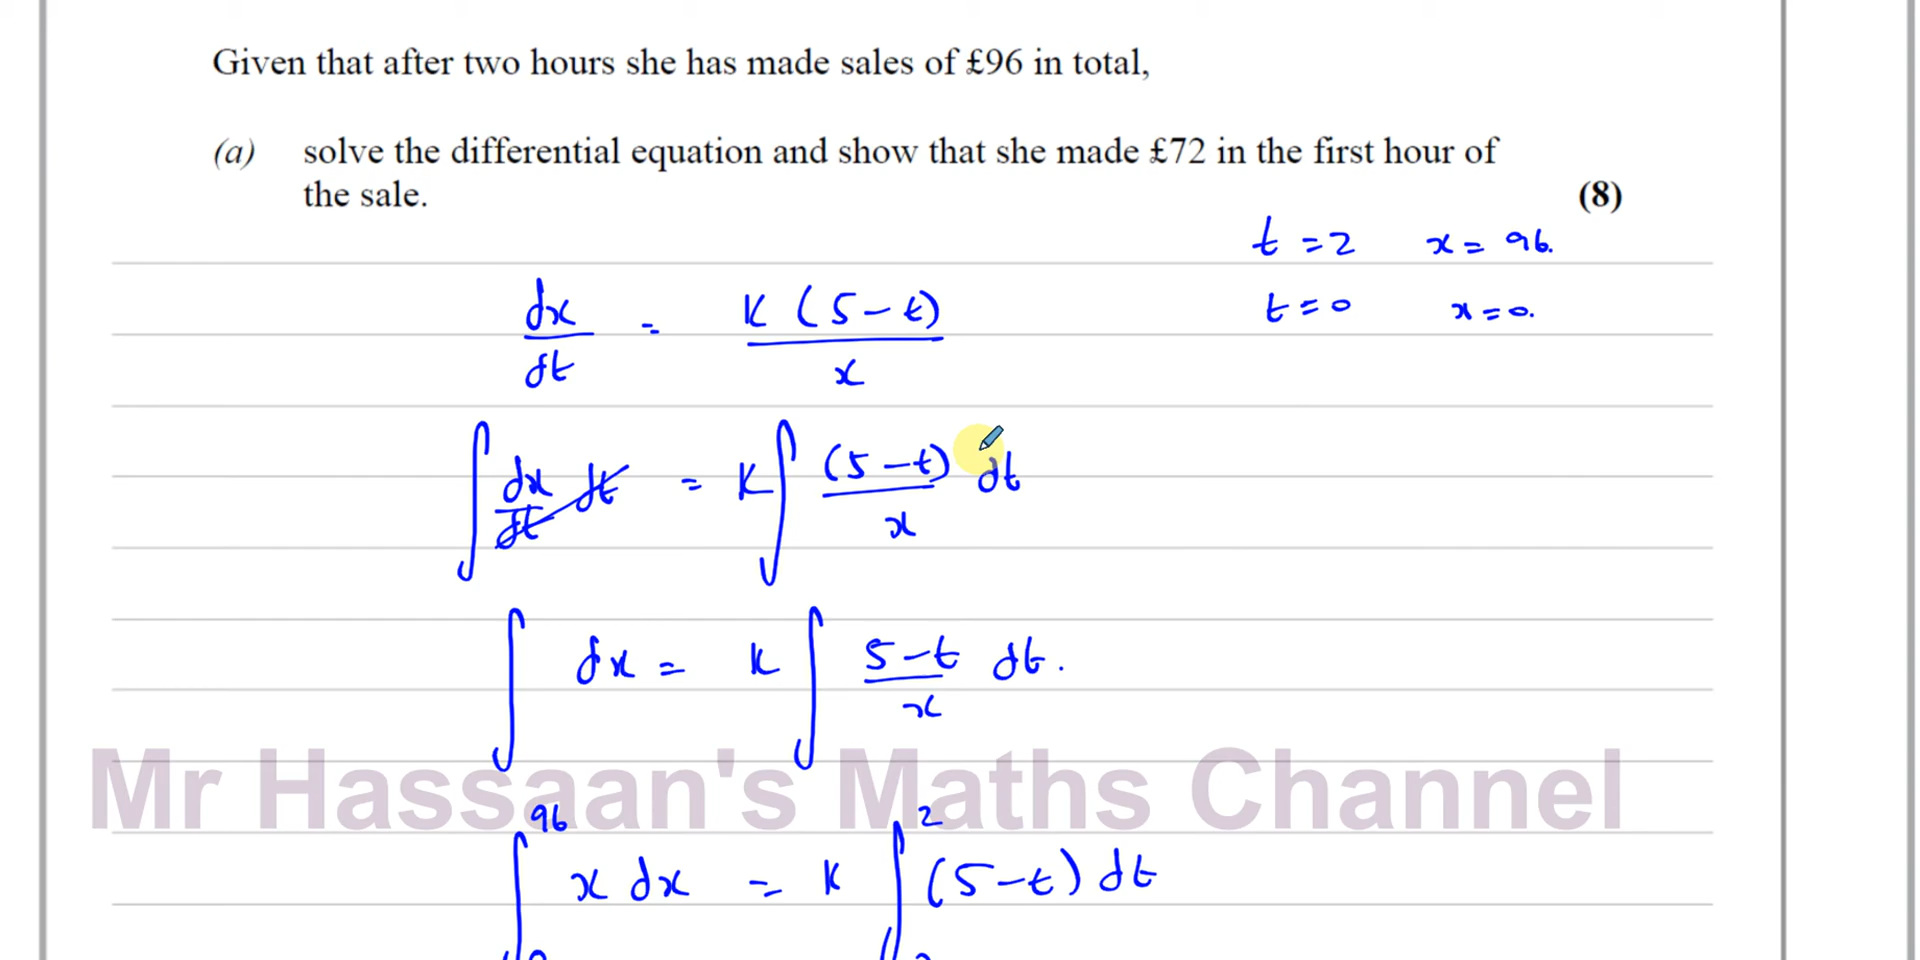 Given that after two hours she has made sales of £96 in total,
(a) solve the differential equation and show that she made £72 in the first hour of
the sale.
(8)
t = 2 x = 96.
t = 0 x = 0.
dx/dt = K(5-t)/x
∫ dx/dt dt = K ∫ (5-t)/x dt
∫ dx = K ∫ 5-t/x dt.
Mr Hassaan's Maths Channel
96 2
∫ x dx = K ∫ (5-t) dt